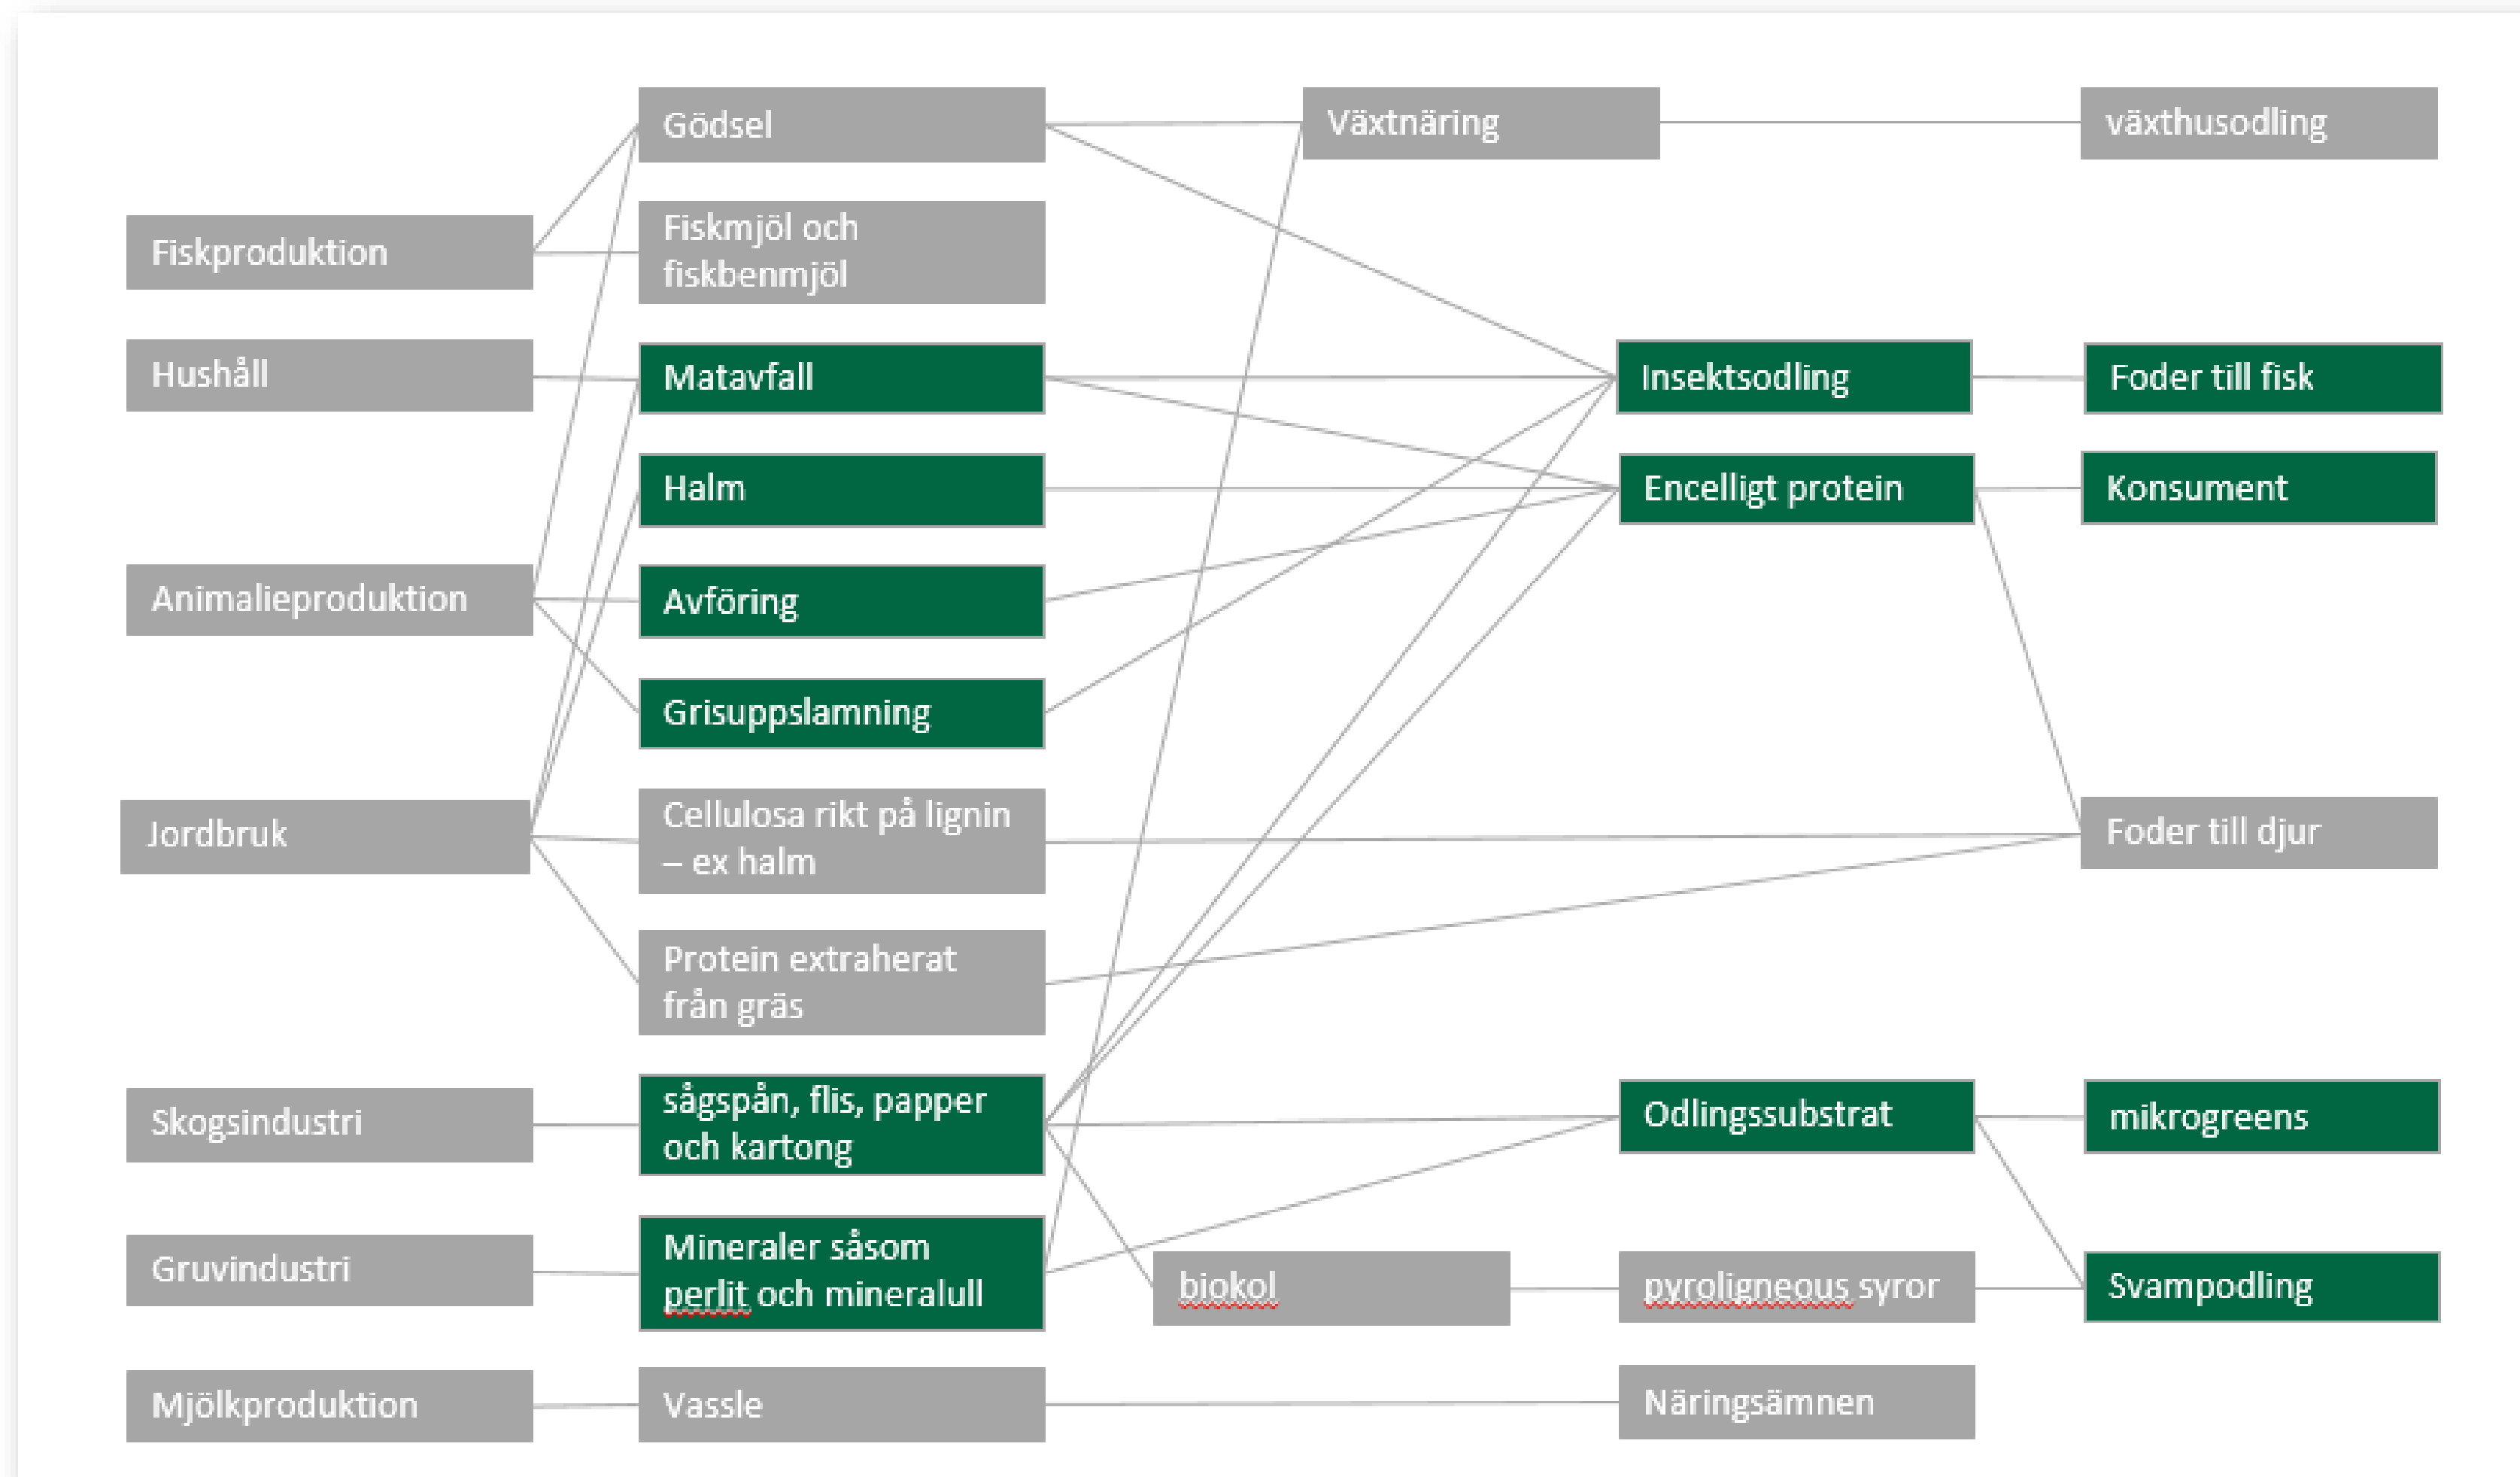 Fiskproduktion
Hushåll
Animalieproduktion
Jordbruk
Skogsindustri
Gruvindustri
Mjölkproduktion
Gödsel
Fiskmjöl och
fiskbenmjöl
Matavfall
Halm
Avföring
Grisuppslamning
Cellulosa rikt på lignin
– ex halm
Protein extraherat
från gräs
sågspån, flis, papper
och kartong
Mineraler såsom
perlit och mineralull
Vassle
Växtnäring
biokol
Insektsodling
Encelligt protein
Odlingssubstrat
pyroligneous syror
Näringsämnen
växthusodling
Foder till fisk
Konsument
Foder till djur
mikrogreens
Svampodling